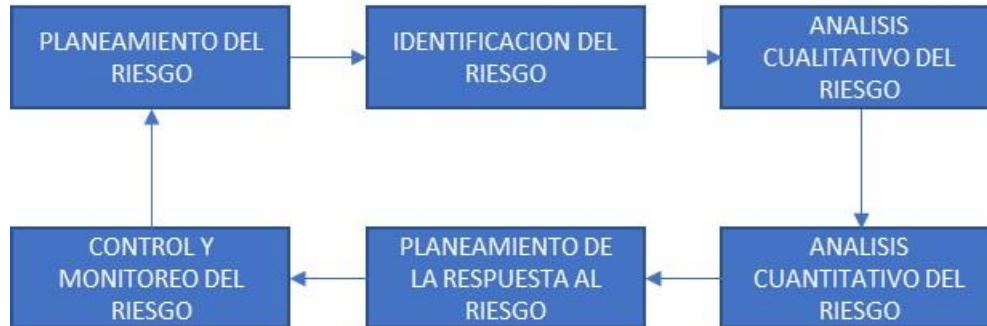 PLANEAMIENTO DEL
RIESGO
IDENTIFICACION DEL
RIESGO
ANALISIS
CUALITATIVO DEL
RIESGO
CONTROL Y
MONITOREO DEL
RIESGO
PLANEAMIENTO DE
LA RESPUESTA AL
RIESGO
ANALISIS
CUANTITATIVO DEL
RIESGO